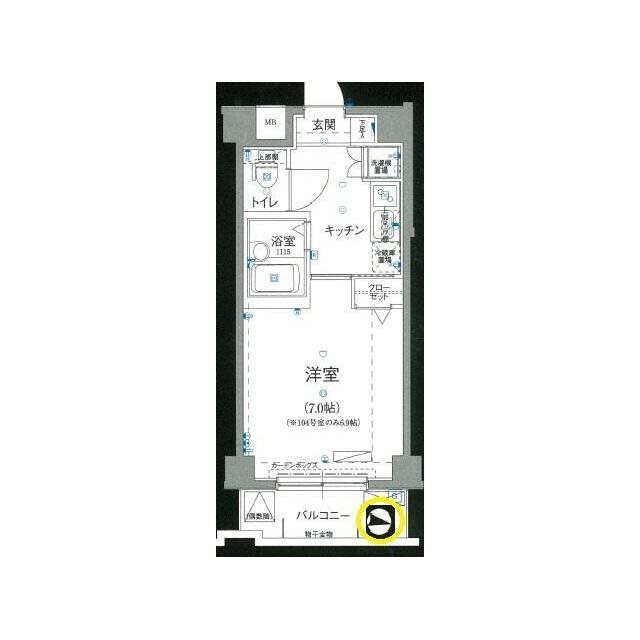 MB
玄関
下足入
上部棚
洗濯機
置場
トイレ
キッチン
浴室
1115
冷蔵庫
置場
クロー
ゼット
洋室
(7.0帖)
(※104号室のみ6.9帖)
カーテンボックス
(偶数階)
バルコニー
物干金物